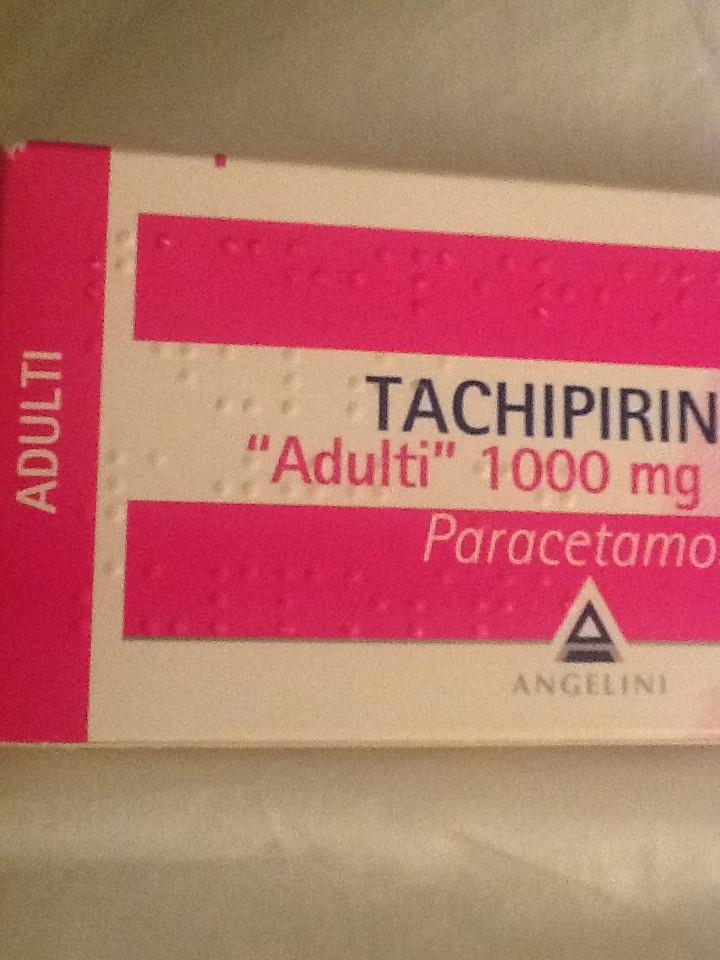 ADULTI
TACHIPIRIN
"Adulti" 1000 mg
Paracetamo
ANGELINI